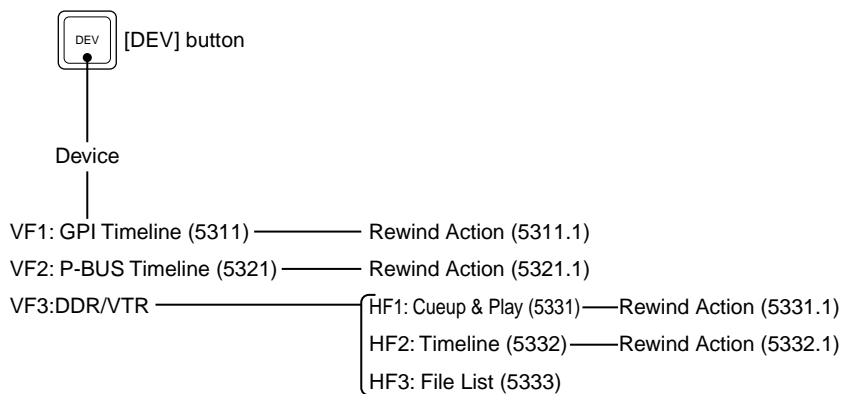 DEV
[DEV] button
Device
VF1: GPI Timeline (5311) Rewind Action (5311.1)
VF2: P-BUS Timeline (5321) Rewind Action (5321.1)
VF3:DDR/VTR HF1: Cueup & Play (5331) Rewind Action (5331.1)
HF2: Timeline (5332) Rewind Action (5332.1)
HF3: File List (5333)